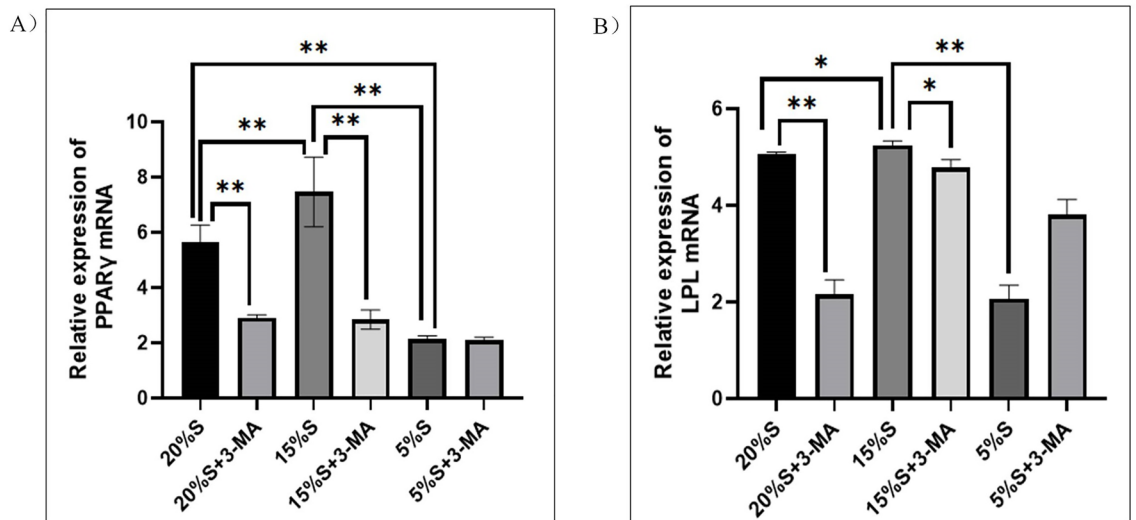 A)
**
**
**
**
**
10
8
6
4
2
0
Relative expression of
PPARγ mRNA
20%S
20%S+3-MA
15%S
15%S+3-MA
5%S
5%S+3-MA
B)
**
*
*
**
6
4
2
0
Relative expression of
LPL mRNA
20%S
20%S+3-MA
15%S
15%S+3-MA
5%S
5%S+3-MA